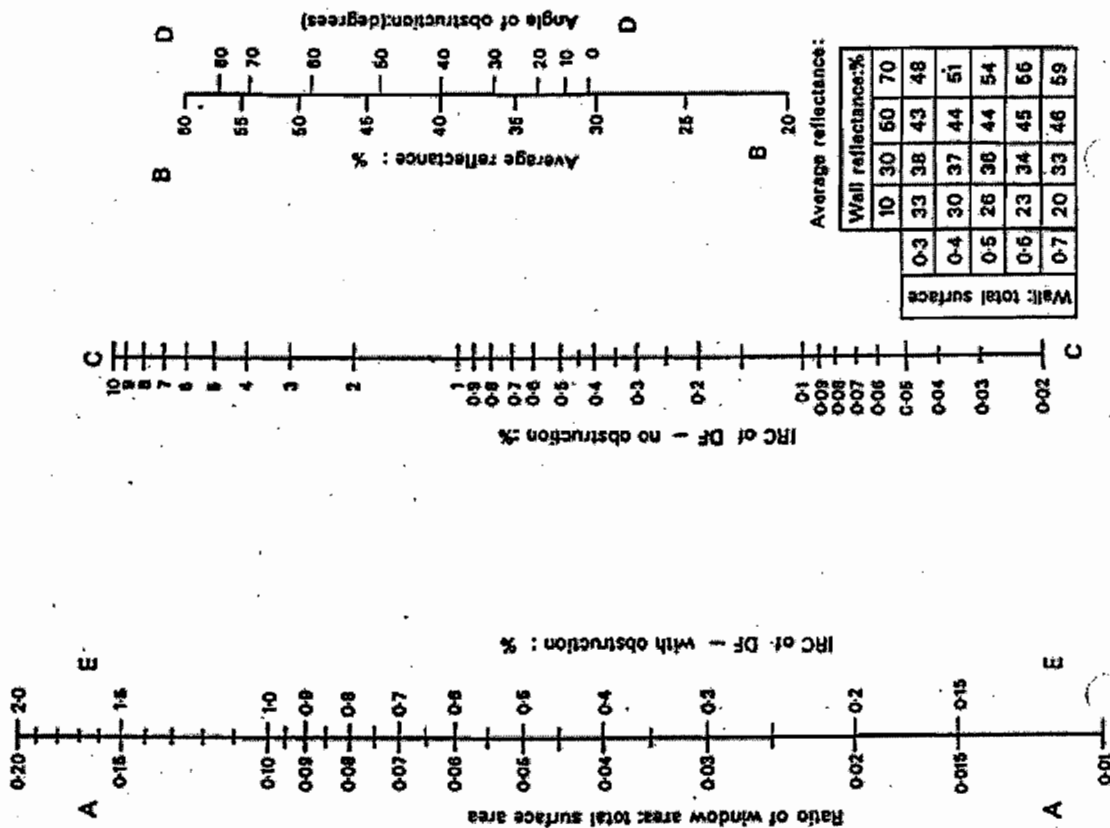 A
Ratio of window area: total surface area
A
0·20
0·15
0·10
0·09
0·08
0·07
0·06
0·05
0·04
0·03
0·02
0·015
0·01
E
IRC of DF – with obstruction : %
E
2·0
1·5
1·0
0·9
0·8
0·7
0·6
0·5
0·4
0·3
0·2
0·15
C
IRC of DF – no obstruction :%
C
10
9
8
7
6
5
4
3
2
1
0·9
0·8
0·7
0·6
0·5
0·4
0·3
0·2
0·1
0·09
0·08
0·07
0·06
0·05
0·04
0·03
0·02
B
Average reflectance : %
B
60
55
50
45
40
35
30
25
20
D
Angle of obstruction:(degrees)
D
80
70
60
50
40
30
20
10
0
Average reflectance:
Wall reflectance:%
10 30 50 70
Wall: total surface
0·3 33 38 43 48
0·4 30 37 44 51
0·5 26 36 44 54
0·6 23 34 45 56
0·7 20 33 46 59